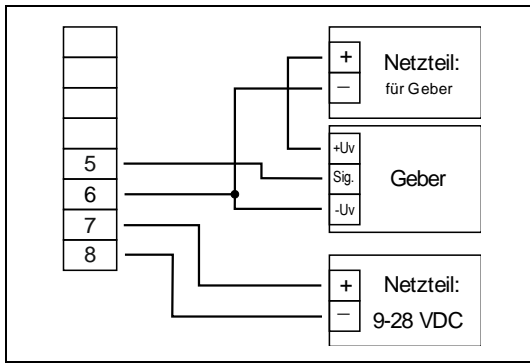 5
6
7
8
+
−
Netzteil:
für Geber
+Uv
Sig.
-Uv
Geber
+
−
Netzteil:
9-28 VDC